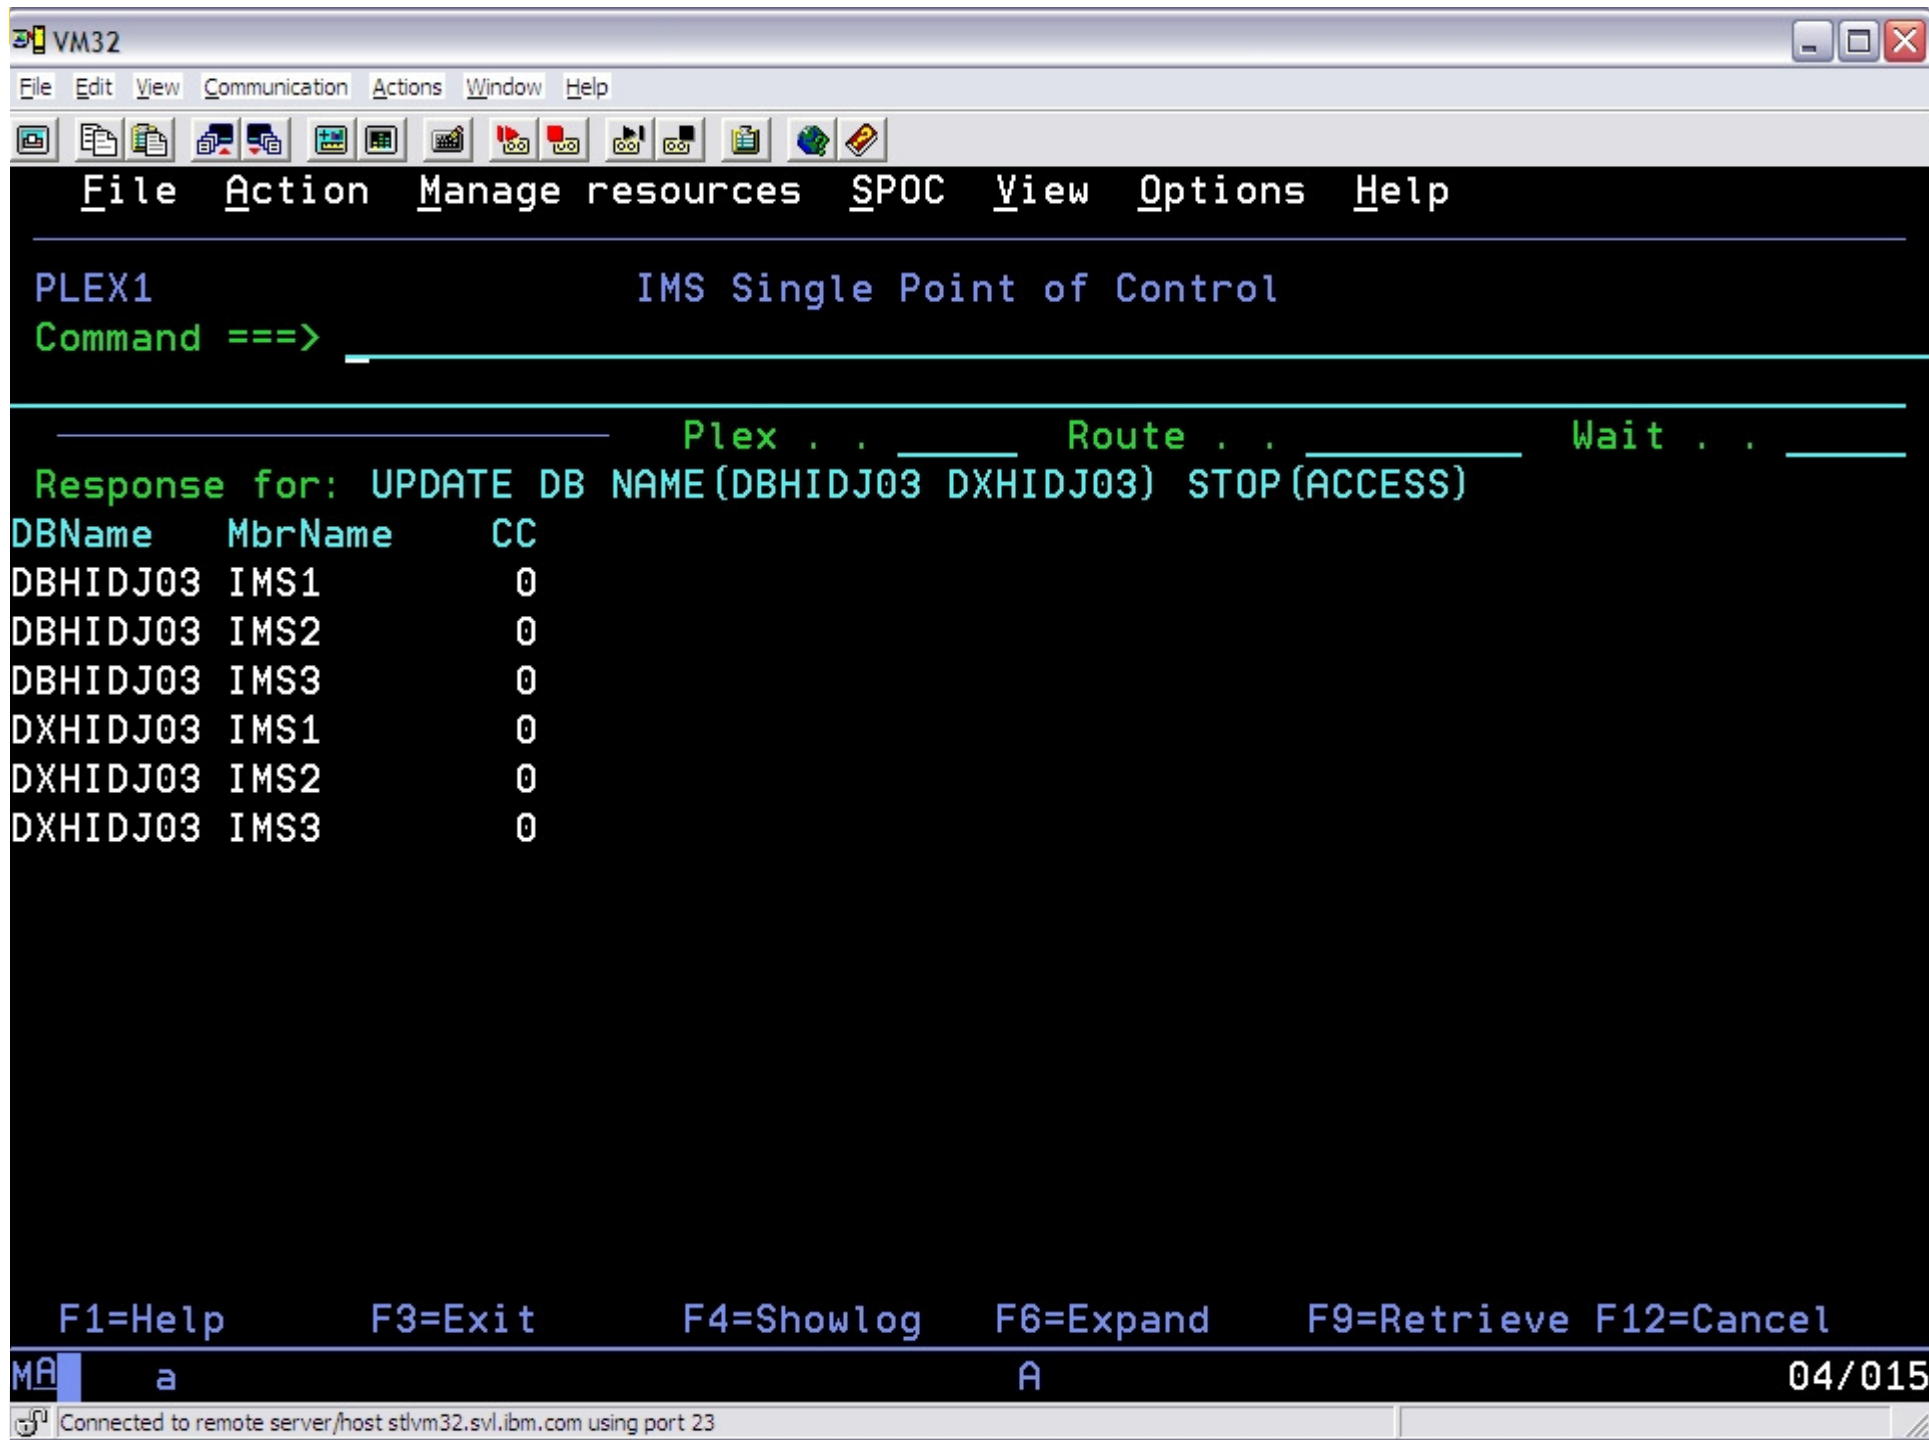 VM32
File Edit View Communication Actions Window Help
File Action Manage resources SPOC View Options Help
PLEX1 IMS Single Point of Control
Command ===>
Plex . . Route . . Wait . .
Response for: UPDATE DB NAME(DBHIDJ03 DXHIDJ03) STOP(ACCESS)
DBName MbrName CC
DBHIDJ03 IMS1 0
DBHIDJ03 IMS2 0
DBHIDJ03 IMS3 0
DXHIDJ03 IMS1 0
DXHIDJ03 IMS2 0
DXHIDJ03 IMS3 0
F1=Help F3=Exit F4=Showlog F6=Expand F9=Retrieve F12=Cancel
MA a A 04/015
Connected to remote server/host stlvm32.svl.ibm.com using port 23